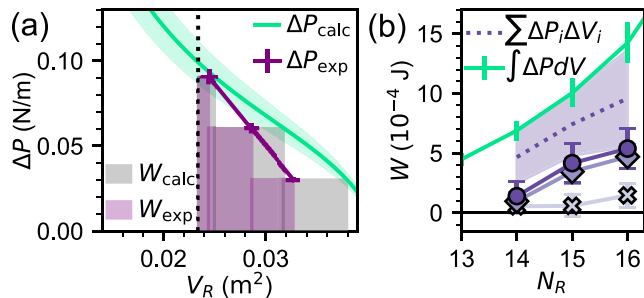 (a)
ΔP_calc
ΔP_exp
W_calc
W_exp
0.10
0.05
0.00
ΔP (N/m)
0.02
0.03
V_R (m²)
(b)
∑ ΔP_iΔV_i
∫ ΔPdV
15
10
5
0
W (10⁻⁴ J)
13
14
15
16
N_R